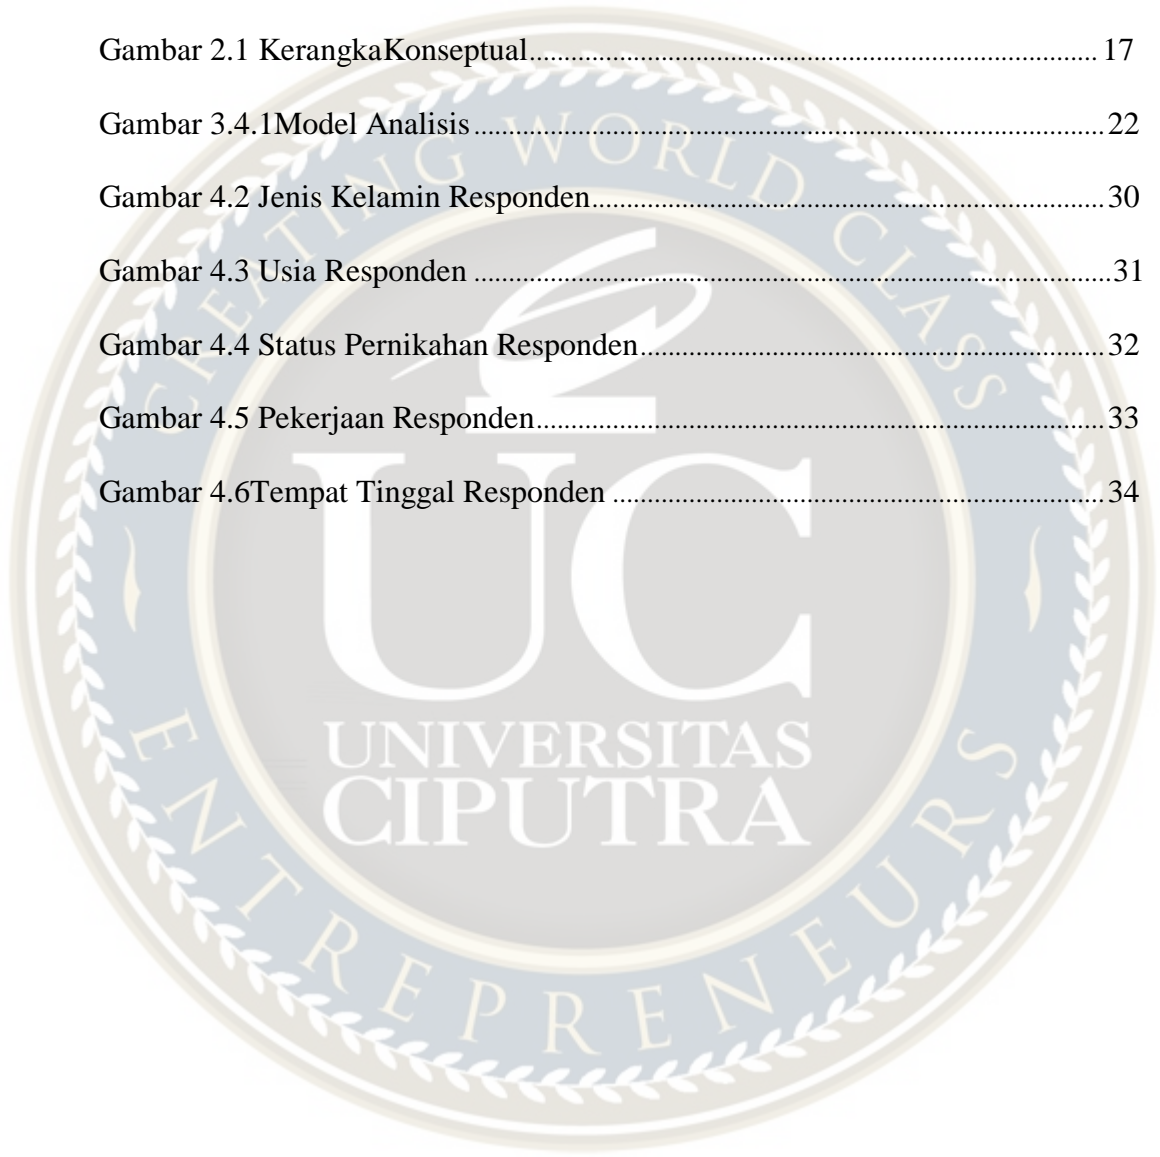 Gambar 2.1 KerangkaKonseptual.......... 17
Gambar 3.4.1Model Analisis.......... 22
Gambar 4.2 Jenis Kelamin Responden.......... 30
Gambar 4.3 Usia Responden.......... 31
Gambar 4.4 Status Pernikahan Responden.......... 32
Gambar 4.5 Pekerjaan Responden.......... 33
Gambar 4.6Tempat Tinggal Responden.......... 34
CREATING WORLD CLASS
UC
UNIVERSITAS
CIPUTRA
ENTREPRENEURS